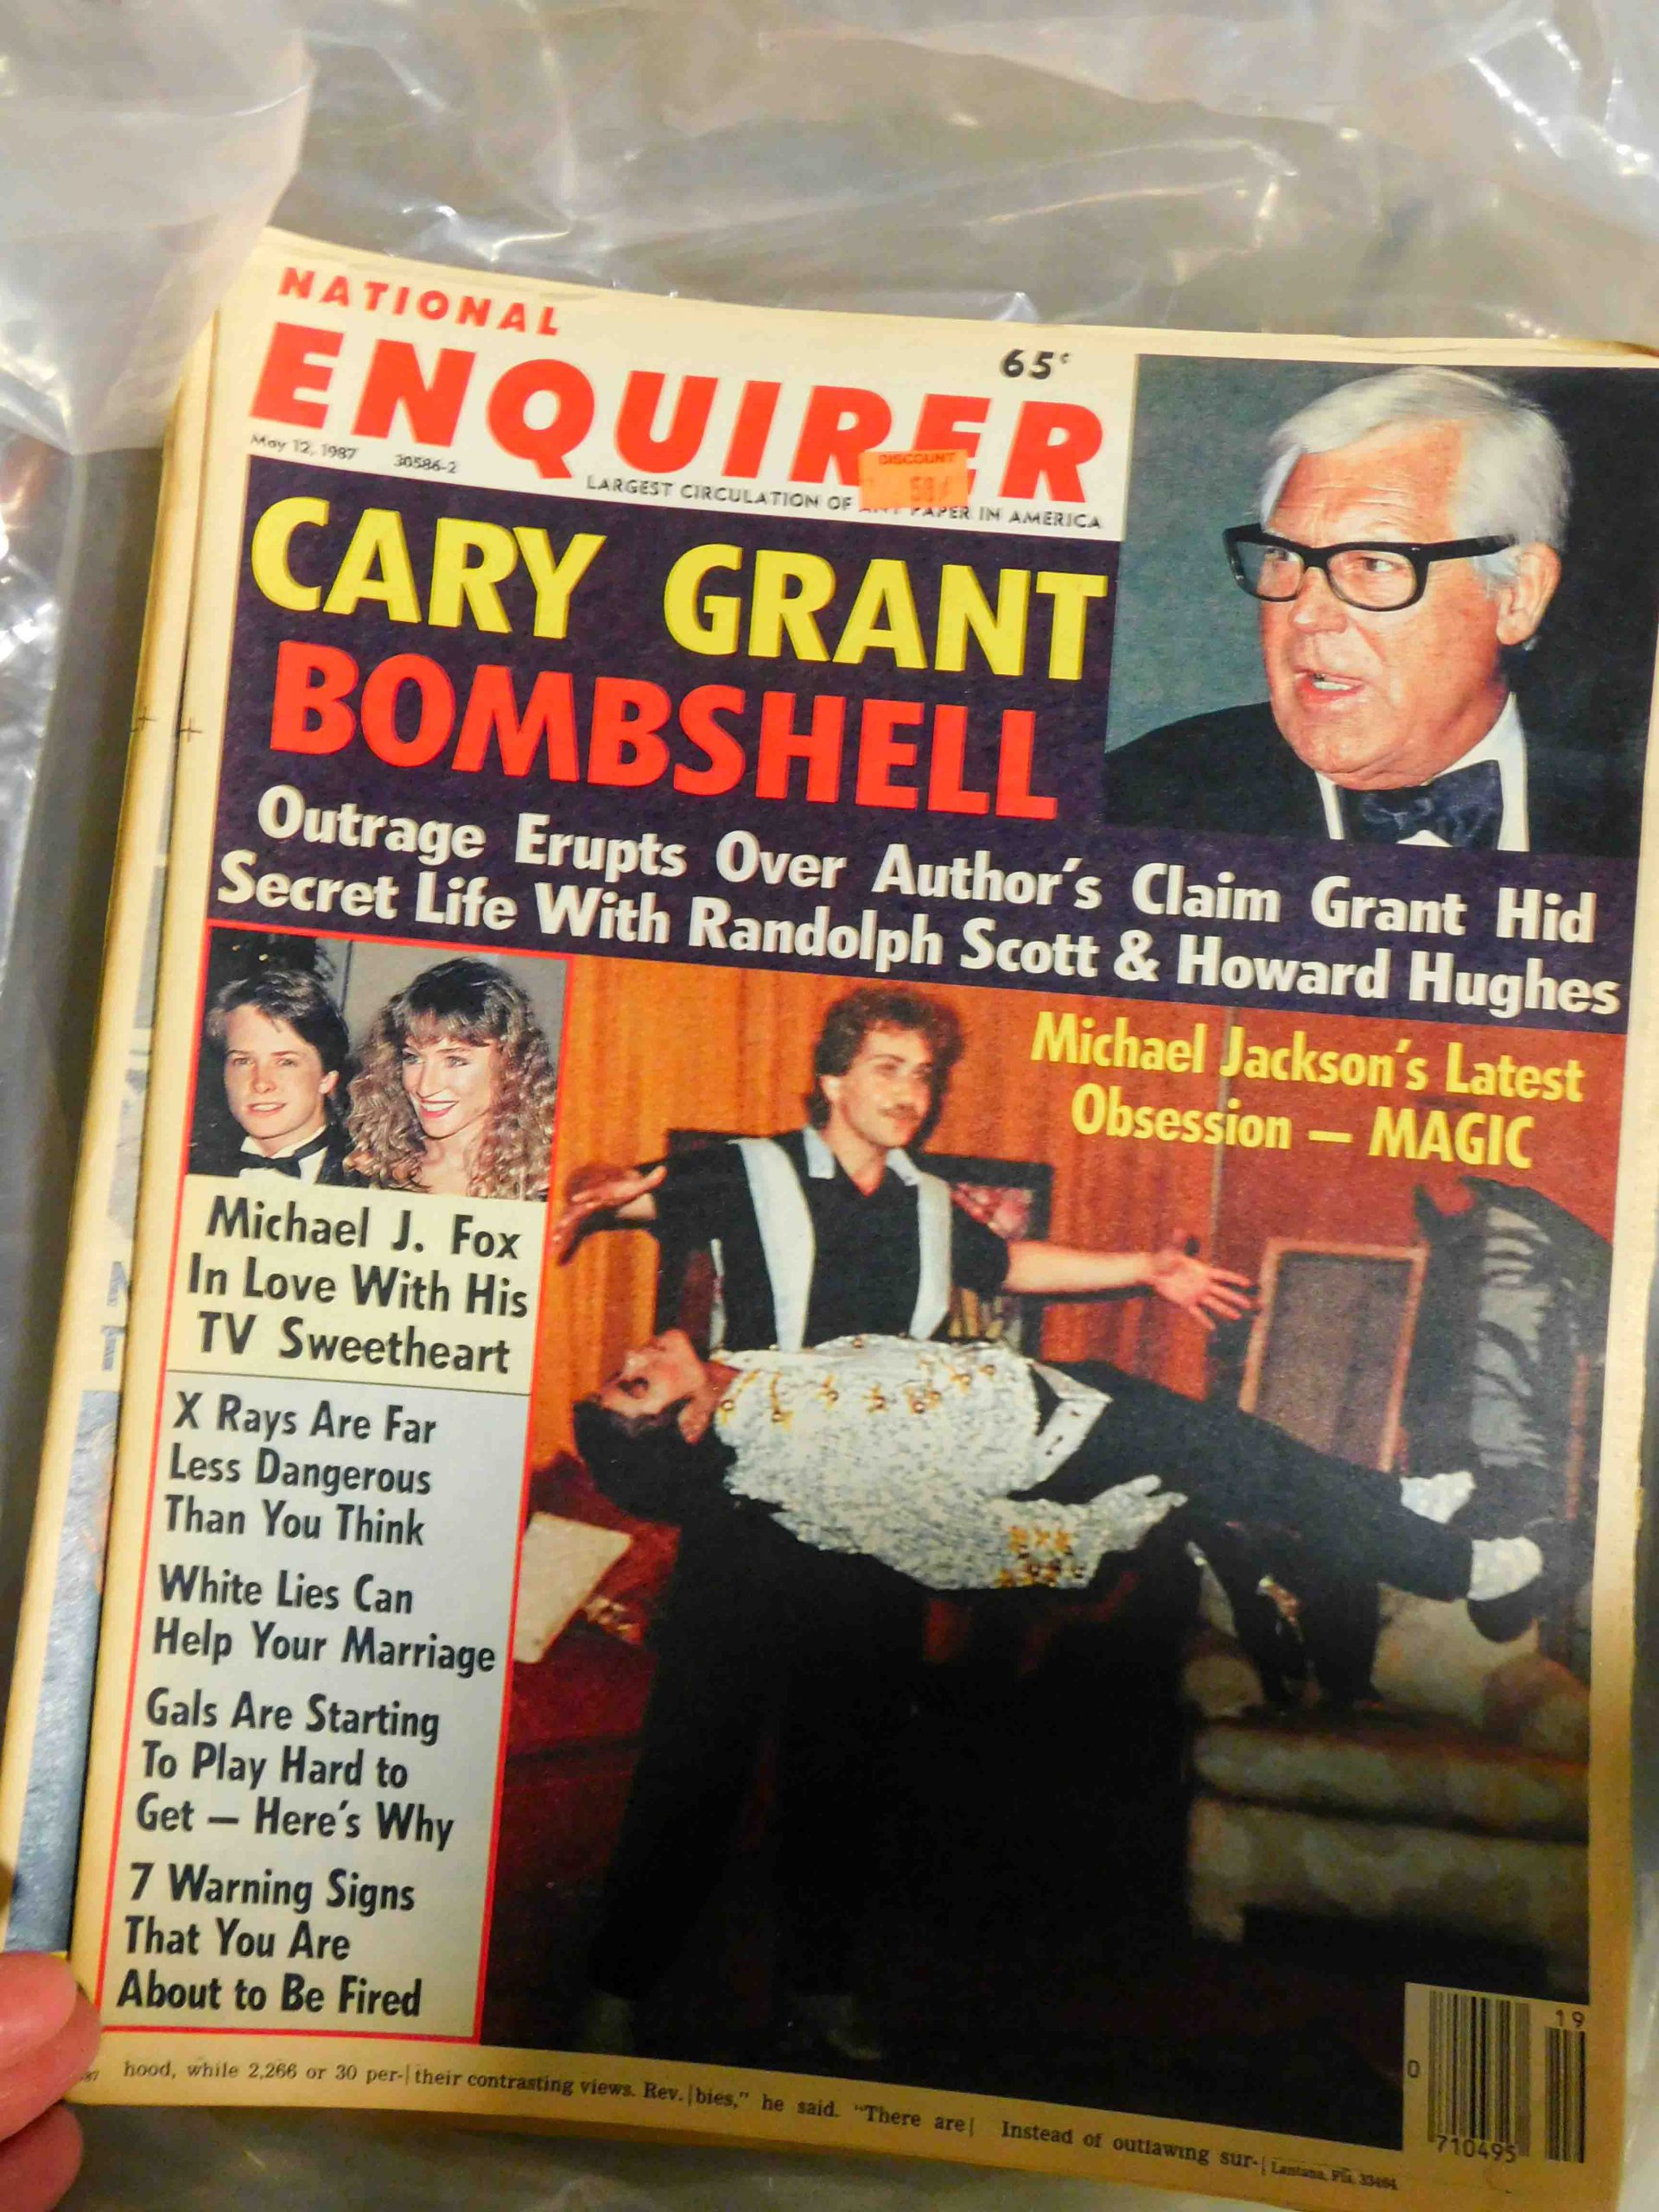 NATIONAL
ENQUIRER
65¢
May 12, 1987 30586-2
DISCOUNT
LARGEST CIRCULATION OF PAPER IN AMERICA
CARY GRANT
BOMBSHELL
Outrage Erupts Over Author's Claim Grant Hid
Secret Life With Randolph Scott & Howard Hughes
Michael Jackson's Latest
Obsession — MAGIC
Michael J. Fox
In Love With His
TV Sweetheart
X Rays Are Far
Less Dangerous
Than You Think
White Lies Can
Help Your Marriage
Gals Are Starting
To Play Hard to
Get — Here's Why
7 Warning Signs
That You Are
About to Be Fired
19
0
710495
hood, while 2,266 or 30 per- their contrasting views. Rev. bies," he said. "There are Instead of outlawing sur- Lantana, Fla. 33464